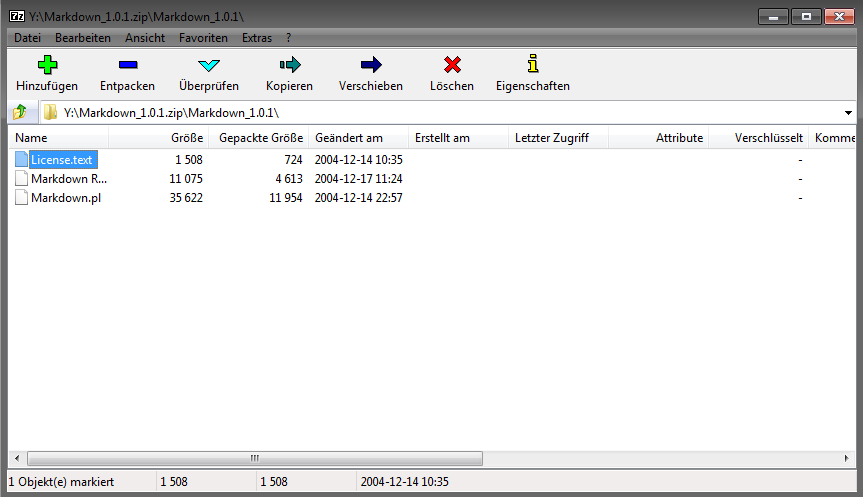 7z Y:\Markdown_1.0.1.zip\Markdown_1.0.1\
Datei Bearbeiten Ansicht Favoriten Extras ?
Hinzufügen Entpacken Überprüfen Kopieren Verschieben Löschen Eigenschaften
Y:\Markdown_1.0.1.zip\Markdown_1.0.1\
Name Größe Gepackte Größe Geändert am Erstellt am Letzter Zugriff Attribute Verschlüsselt Komme
License.text 1 508 724 2004-12-14 10:35 -
Markdown R... 11 075 4 613 2004-12-17 11:24 -
Markdown.pl 35 622 11 954 2004-12-14 22:57 -
1 Objekt(e) markiert 1 508 1 508 2004-12-14 10:35